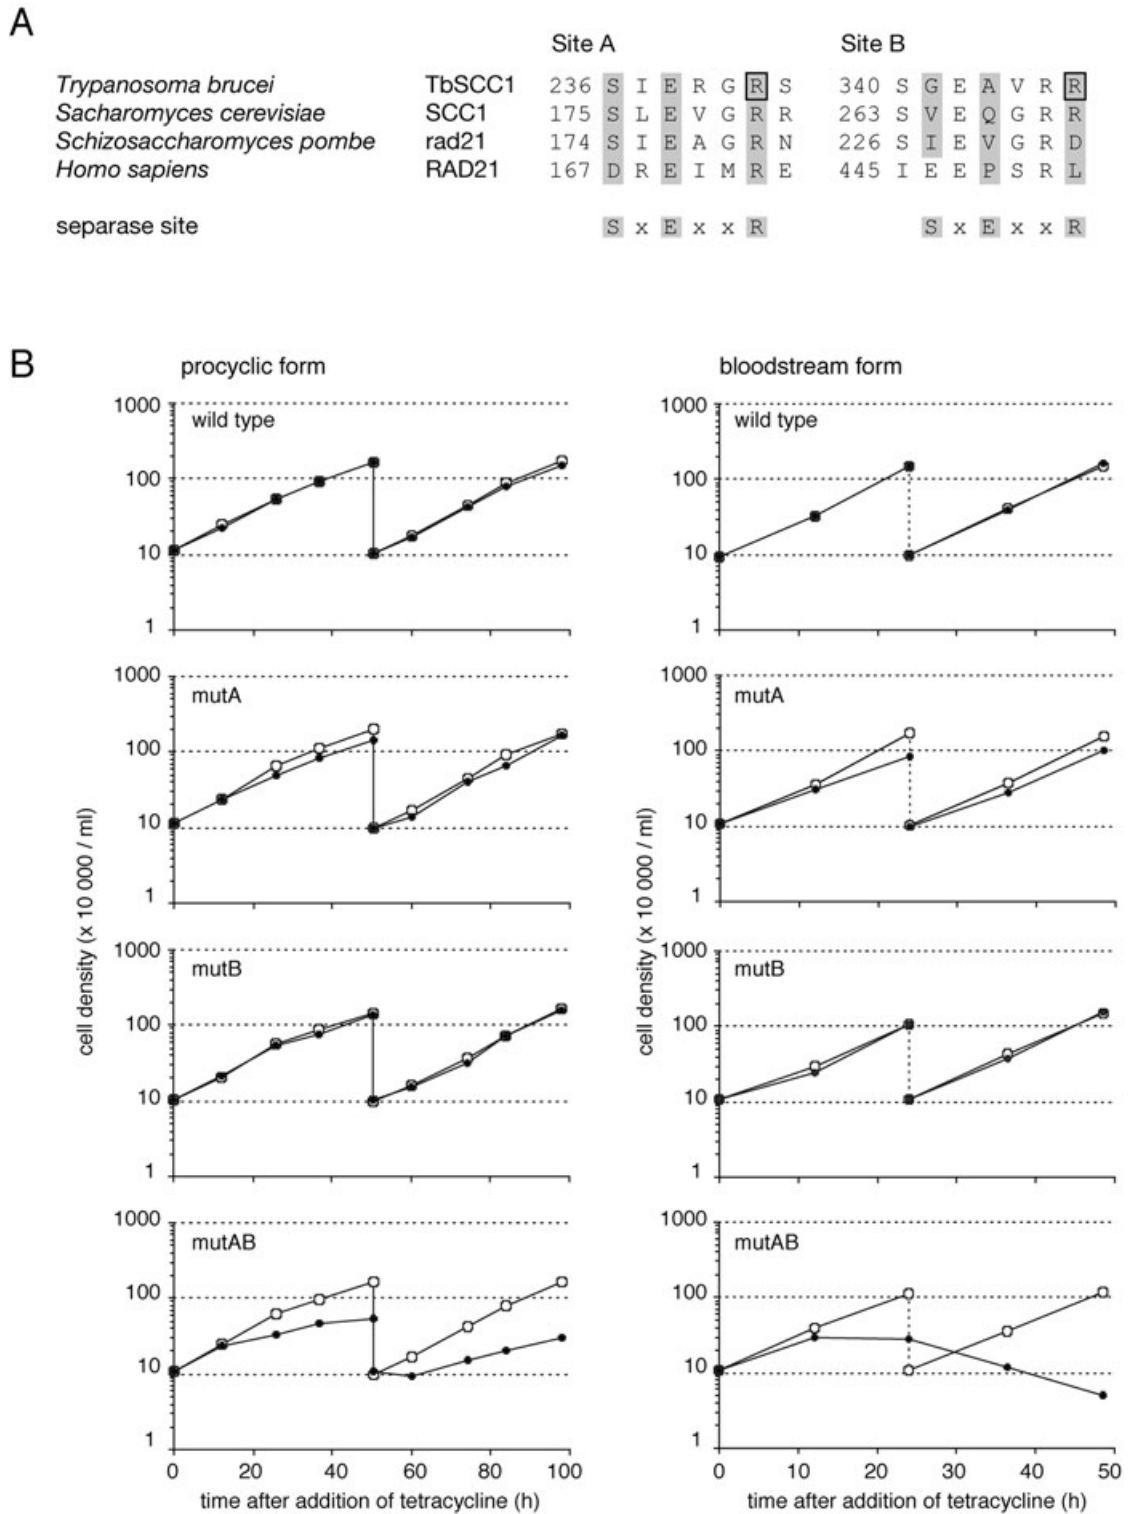 A
Site A Site B
Trypanosoma brucei TbSCC1 236 S I E R G R S 340 S G E A V R R
Sacharomyces cerevisiae SCC1 175 S L E V G R R 263 S V E Q G R R
Schizosaccharomyces pombe rad21 174 S I E A G R N 226 S I E V G R D
Homo sapiens RAD21 167 D R E I M R E 445 I E E P S R L
separase site S x E x x R S x E x x R
B
procyclic form bloodstream form
1000 wild type 1000 wild type
100 100
10 10
1 1
1000 mutA 1000 mutA
100 100
10 10
1 1
cell density (x 10 000 / ml) cell density (x 10 000 / ml)
1000 mutB 1000 mutB
100 100
10 10
1 1
1000 mutAB 1000 mutAB
100 100
10 10
1 1
0 20 40 60 80 100 0 10 20 30 40 50
time after addition of tetracycline (h) time after addition of tetracycline (h)